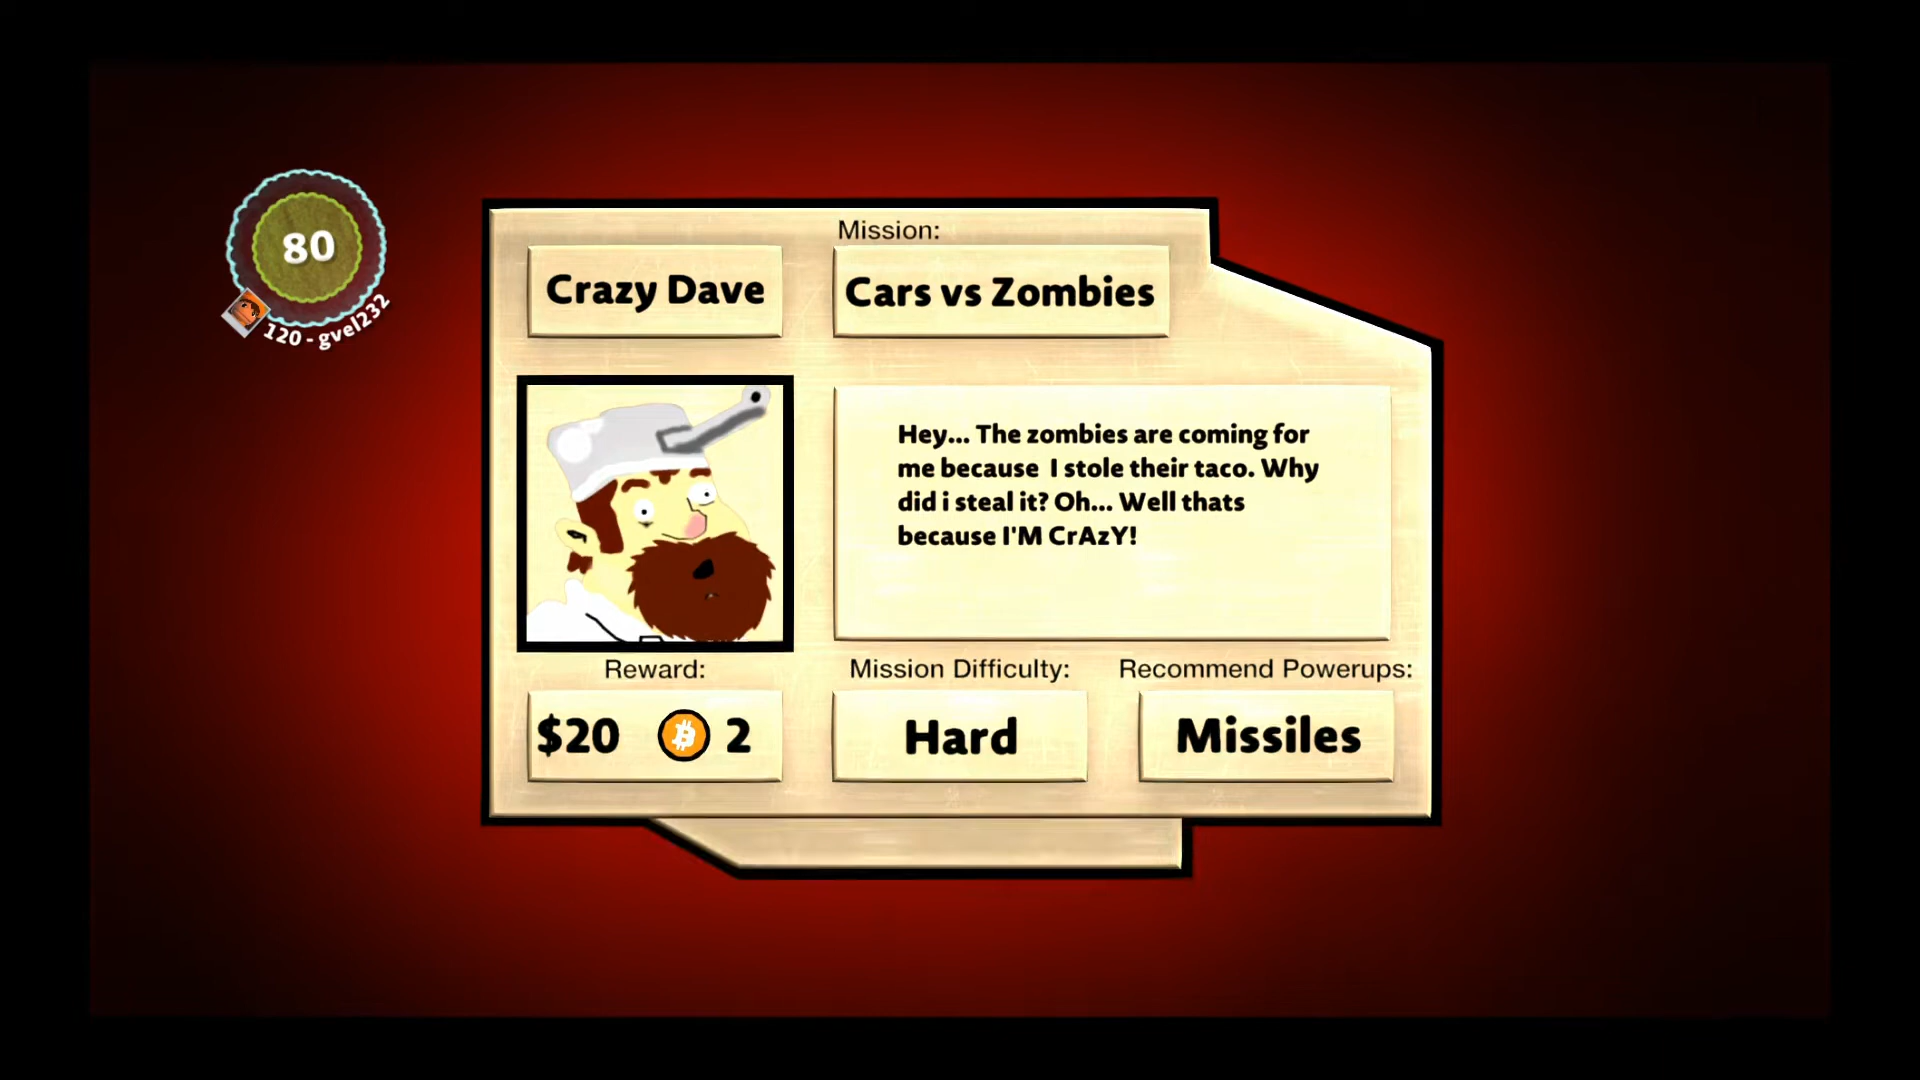 80
120 - gvel232
Mission:
Crazy Dave
Cars vs Zombies
Hey... The zombies are coming for
me because I stole their taco. Why
did i steal it? Oh... Well thats
because I'M CrAzY!
Reward:
Mission Difficulty:
Recommend Powerups:
$20 2
Hard
Missiles